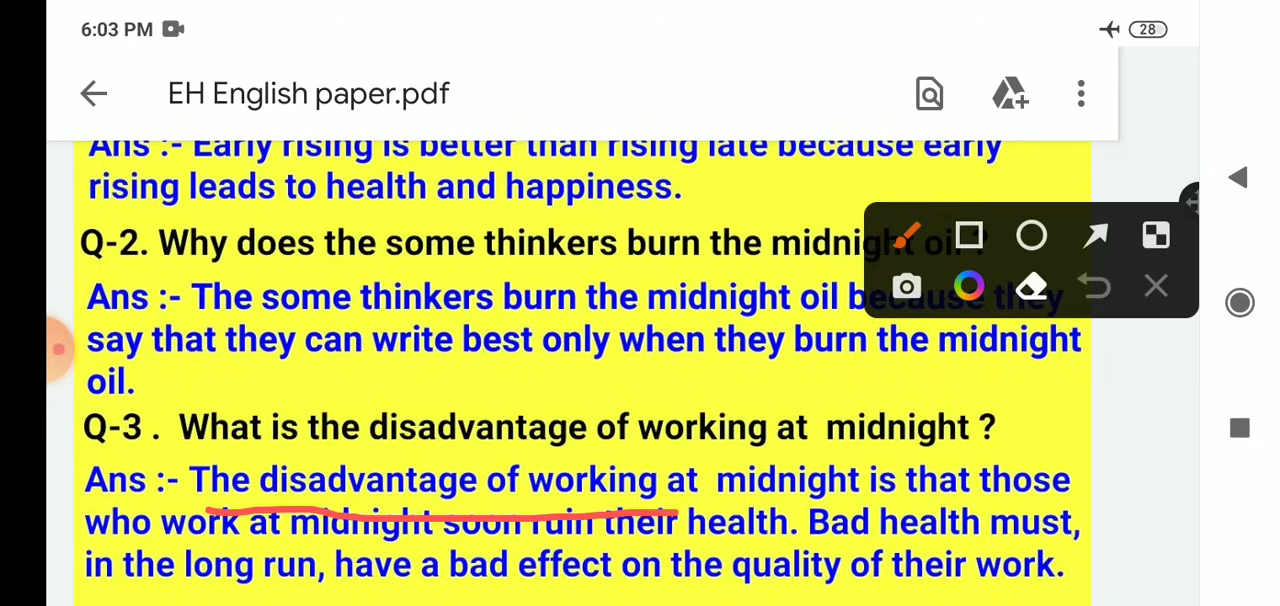 6:03 PM 28
EH English paper.pdf
Ans :- Early rising is better than rising late because early
rising leads to health and happiness.
Q-2. Why does the some thinkers burn the midnight oil ?
Ans :- The some thinkers burn the midnight oil because they
say that they can write best only when they burn the midnight
oil.
Q-3 . What is the disadvantage of working at midnight ?
Ans :- The disadvantage of working at midnight is that those
who work at midnight soon ruin their health. Bad health must,
in the long run, have a bad effect on the quality of their work.